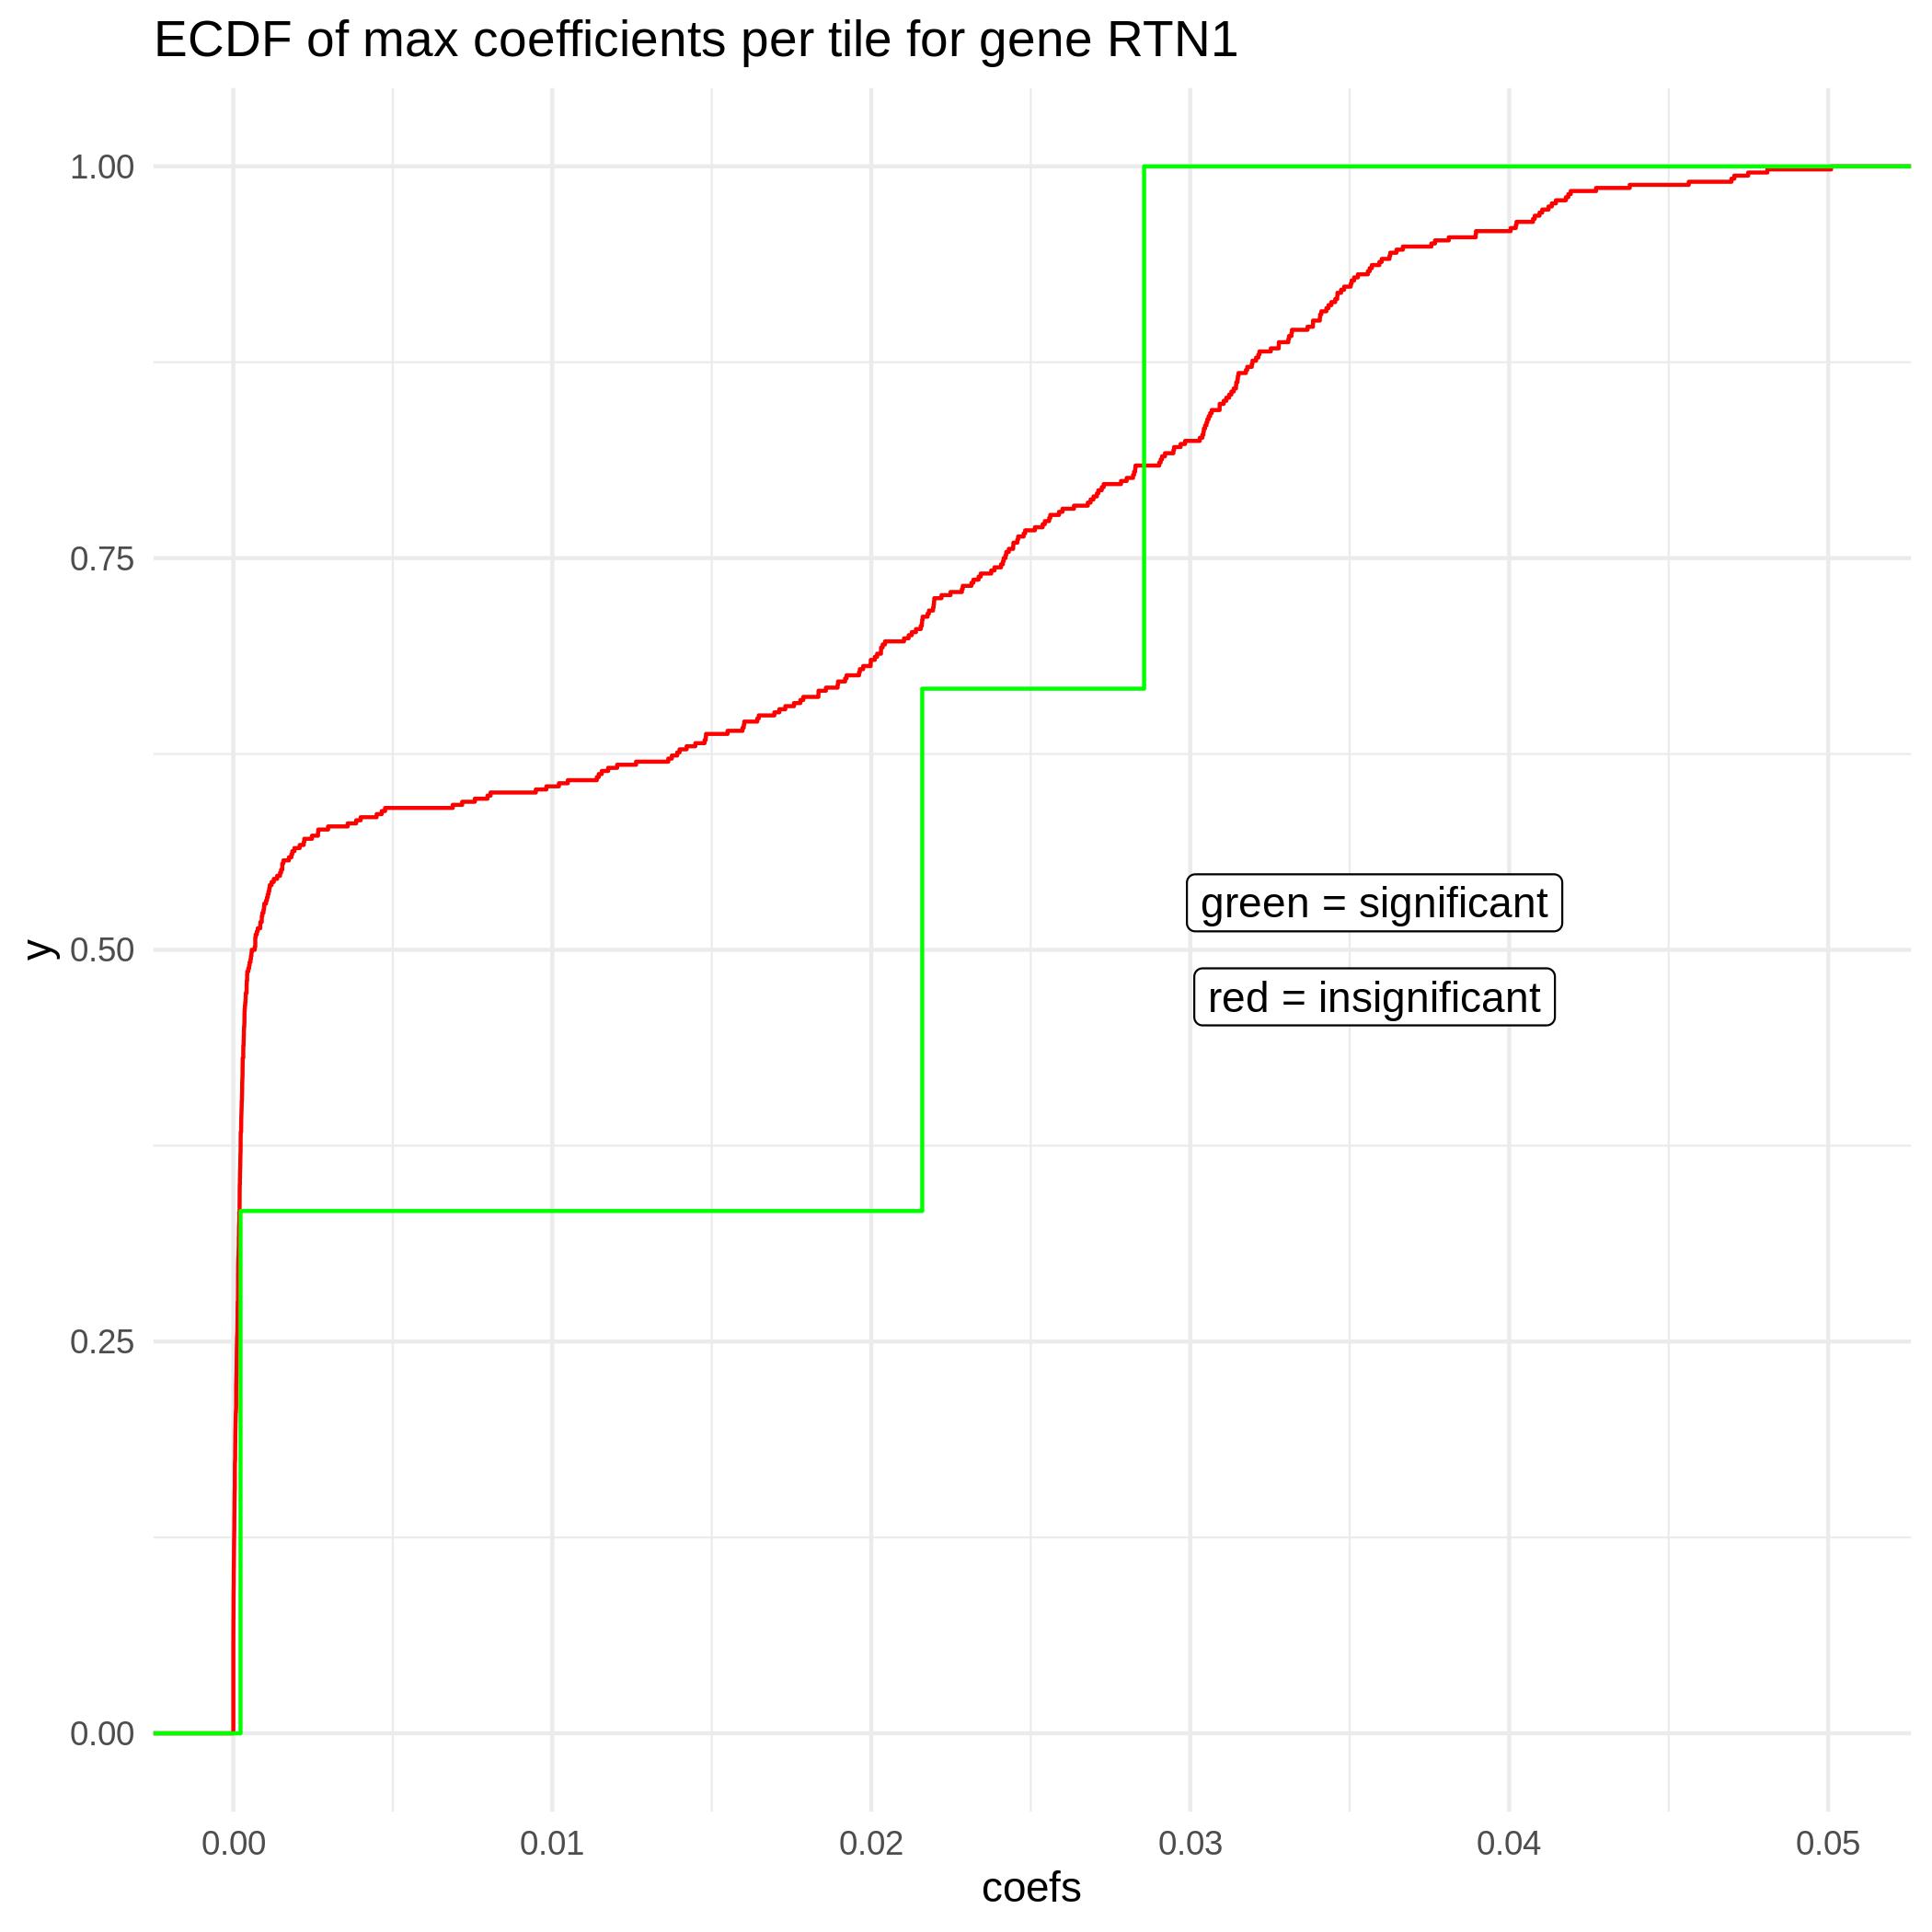 ECDF of max coefficients per tile for gene RTN1
1.00
0.75
0.50
0.25
0.00
y
green = significant
red = insignificant
0.00 0.01 0.02 0.03 0.04 0.05
coefs